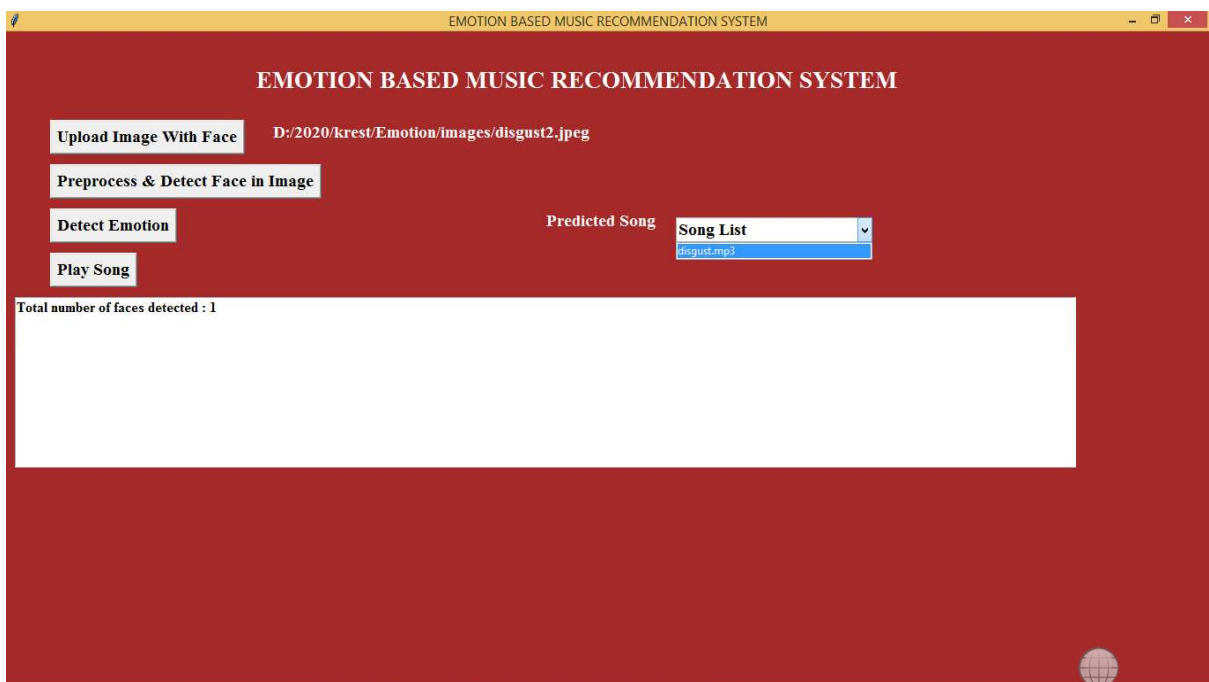 EMOTION BASED MUSIC RECOMMENDATION SYSTEM
EMOTION BASED MUSIC RECOMMENDATION SYSTEM
Upload Image With Face
D:/2020/krest/Emotion/images/disgust2.jpeg
Preprocess & Detect Face in Image
Detect Emotion
Predicted Song
Song List
disgust.mp3
Play Song
Total number of faces detected : 1